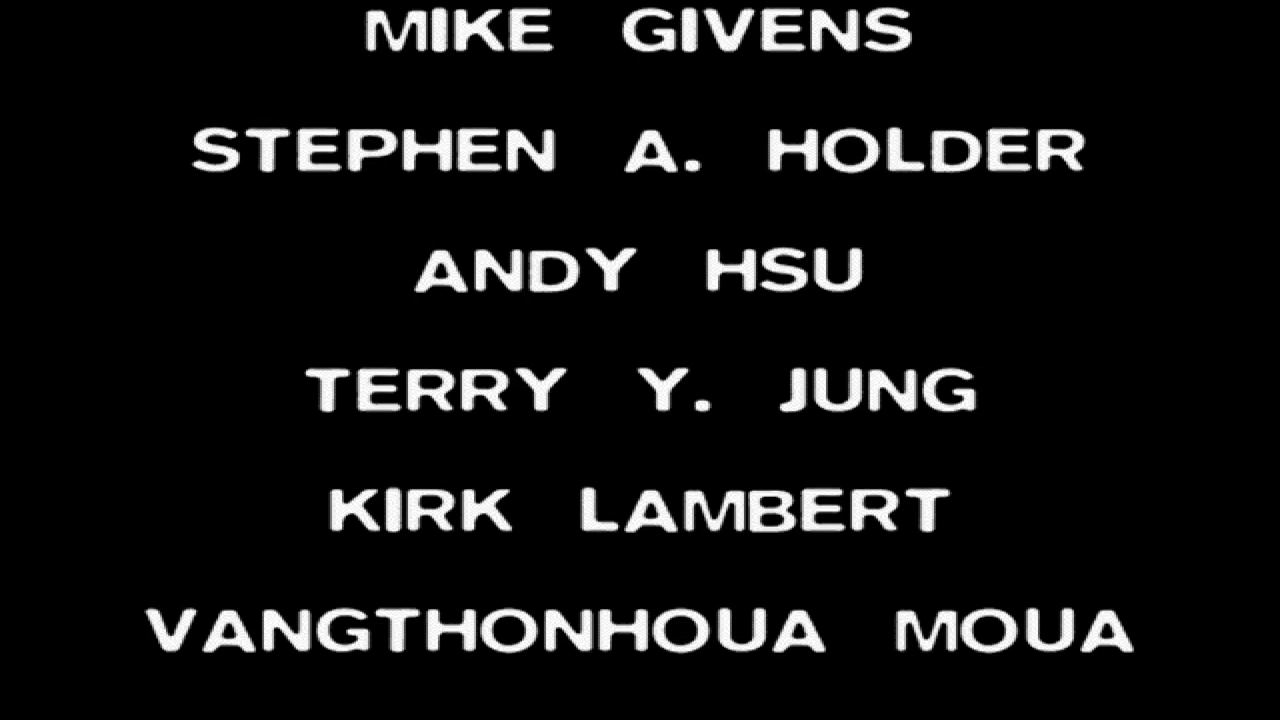 MIKE GIVENS
STEPHEN A. HOLDER
ANDY HSU
TERRY Y. JUNG
KIRK LAMBERT
VANGTHONHOUA MOUA